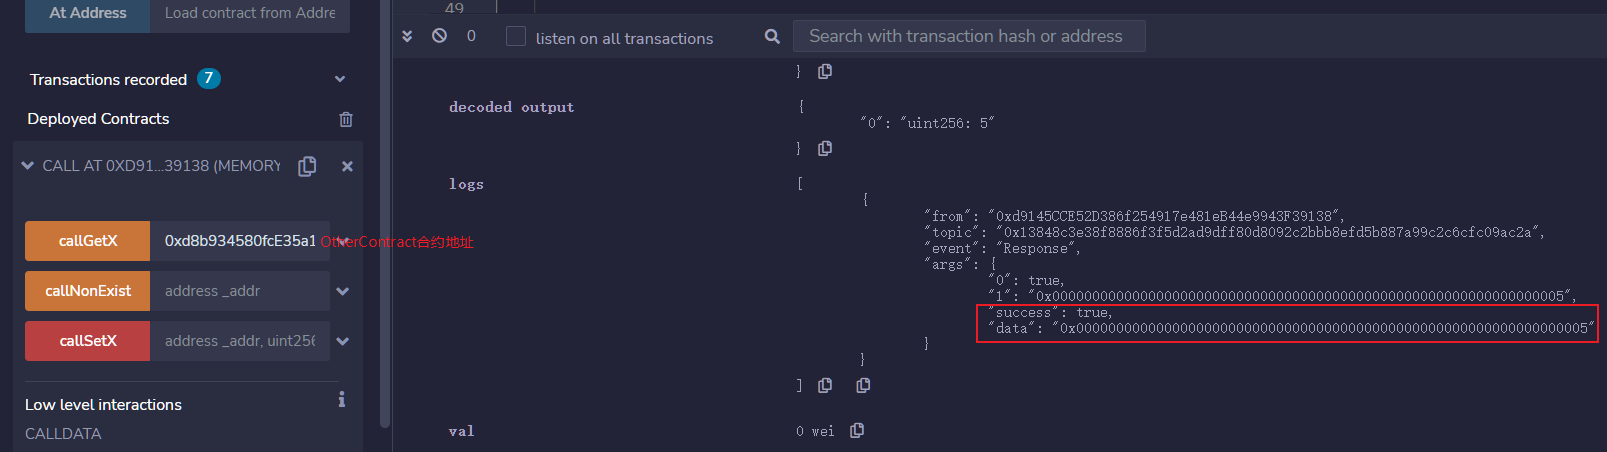 At Address
Load contract from Addre
Transactions recorded 7
Deployed Contracts
CALL AT 0XD91...39138 (MEMORY
callGetX
0xd8b934580fcE35a1
OtherContract合约地址
callNonExist
address _addr
callSetX
address _addr, uint256
Low level interactions
i
CALLDATA
49
0
listen on all transactions
Search with transaction hash or address
}
decoded output
{
"0": "uint256: 5"
}
logs
[
{
"from": "0xd9145CCE52D386f254917e481eB44e9943F39138",
"topic": "0x13848c3e38f8886f3f5d2ad9dff80d8092c2bbb8efd5b887a99c2c6cfc09ac2a",
"event": "Response",
"args": {
"0": true,
"1": "0x0000000000000000000000000000000000000000000000000000000000000005",
"success": true,
"data": "0x0000000000000000000000000000000000000000000000000000000000000005"
}
}
]
val
0 wei